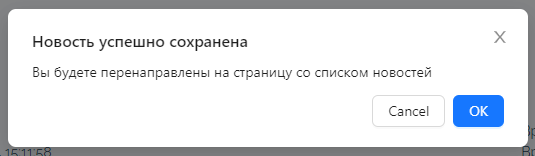 Новость успешно сохранена
Вы будете перенаправлены на страницу со списком новостей
Cancel
OK
15:11:58